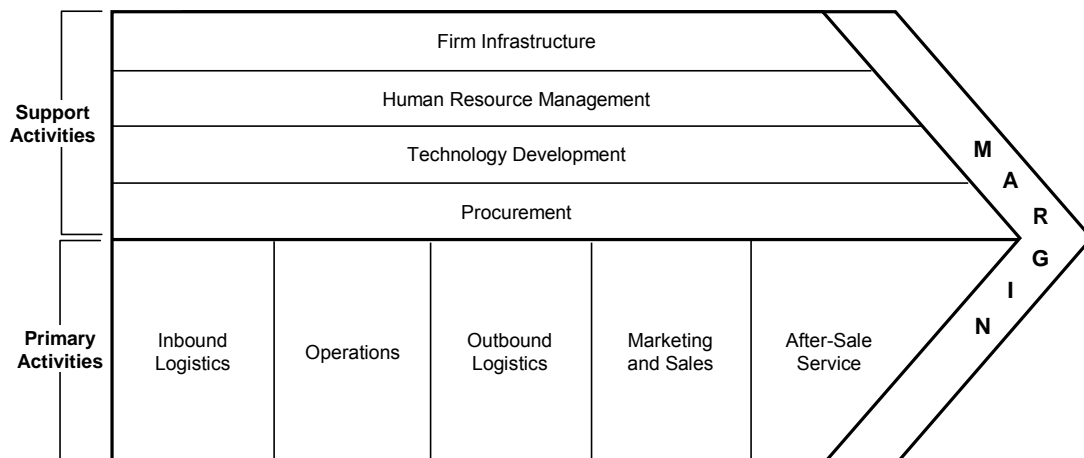 Support
Activities
Firm Infrastructure
Human Resource Management
Technology Development
Procurement
Primary
Activities
Inbound
Logistics
Operations
Outbound
Logistics
Marketing
and Sales
After-Sale
Service
MARGIN